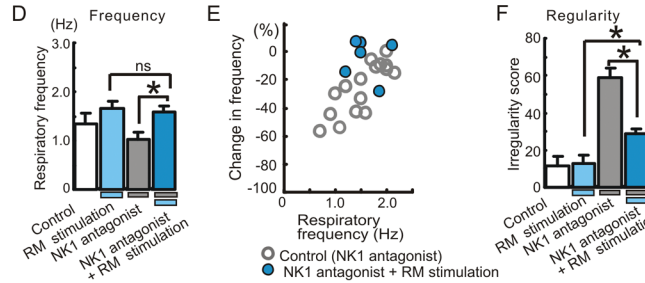 D
Frequency
(Hz)
Respiratory frequency
3.0
2.0
1.0
0
ns
*
Control
RM stimulation
NK1 antagonist
NK1 antagonist
+ RM stimulation
E
(%)
Change in frequency
0
-20
-40
-60
-80
-100
0
1.0
2.0
Respiratory
frequency (Hz)
Control (NK1 antagonist)
NK1 antagonist + RM stimulation
F
Regularity
Irregularity score
80
60
40
20
0
*
*
Control
RM stimulation
NK1 antagonist
NK1 antagonist
+ RM stimulation